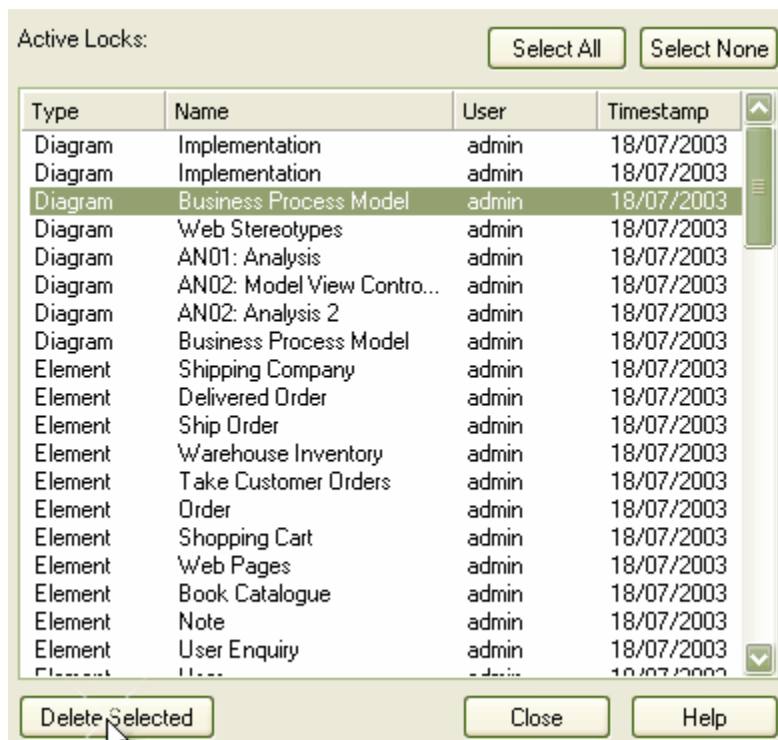 Active Locks:
Select All Select None
Type Name User Timestamp
Diagram Implementation admin 18/07/2003
Diagram Implementation admin 18/07/2003
Diagram Business Process Model admin 18/07/2003
Diagram Web Stereotypes admin 18/07/2003
Diagram AN01: Analysis admin 18/07/2003
Diagram AN02: Model View Contro... admin 18/07/2003
Diagram AN02: Analysis 2 admin 18/07/2003
Diagram Business Process Model admin 18/07/2003
Element Shipping Company admin 18/07/2003
Element Delivered Order admin 18/07/2003
Element Ship Order admin 18/07/2003
Element Warehouse Inventory admin 18/07/2003
Element Take Customer Orders admin 18/07/2003
Element Order admin 18/07/2003
Element Shopping Cart admin 18/07/2003
Element Web Pages admin 18/07/2003
Element Book Catalogue admin 18/07/2003
Element Note admin 18/07/2003
Element User Enquiry admin 18/07/2003
Delete Selected Close Help